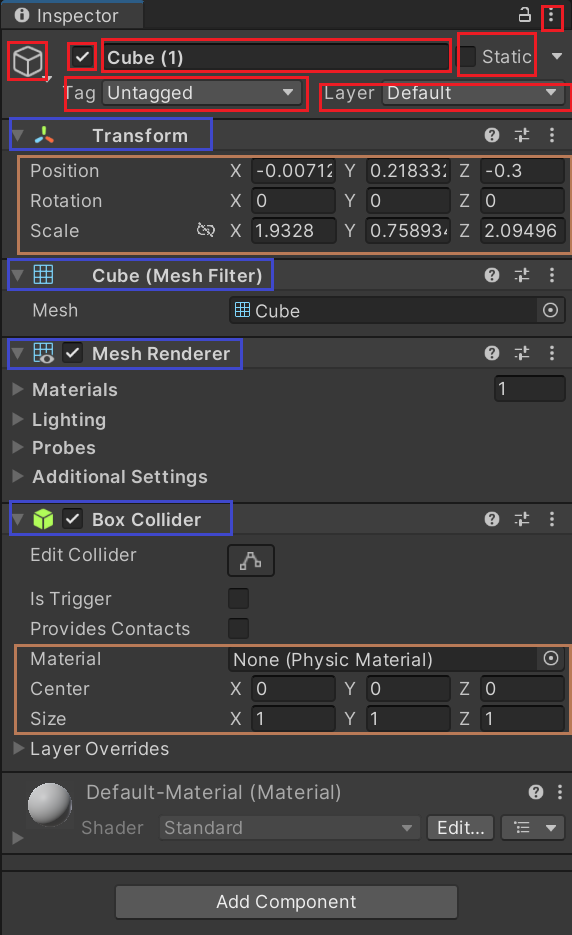 Inspector
Cube (1) Static
Tag Untagged Layer Default
Transform
Position X -0.00712 Y 0.218332 Z -0.3
Rotation X 0 Y 0 Z 0
Scale X 1.9328 Y 0.758934 Z 2.09496
Cube (Mesh Filter)
Mesh Cube
Mesh Renderer
Materials 1
Lighting
Probes
Additional Settings
Box Collider
Edit Collider
Is Trigger
Provides Contacts
Material None (Physic Material)
Center X 0 Y 0 Z 0
Size X 1 Y 1 Z 1
Layer Overrides
Default-Material (Material)
Shader Standard Edit...
Add Component